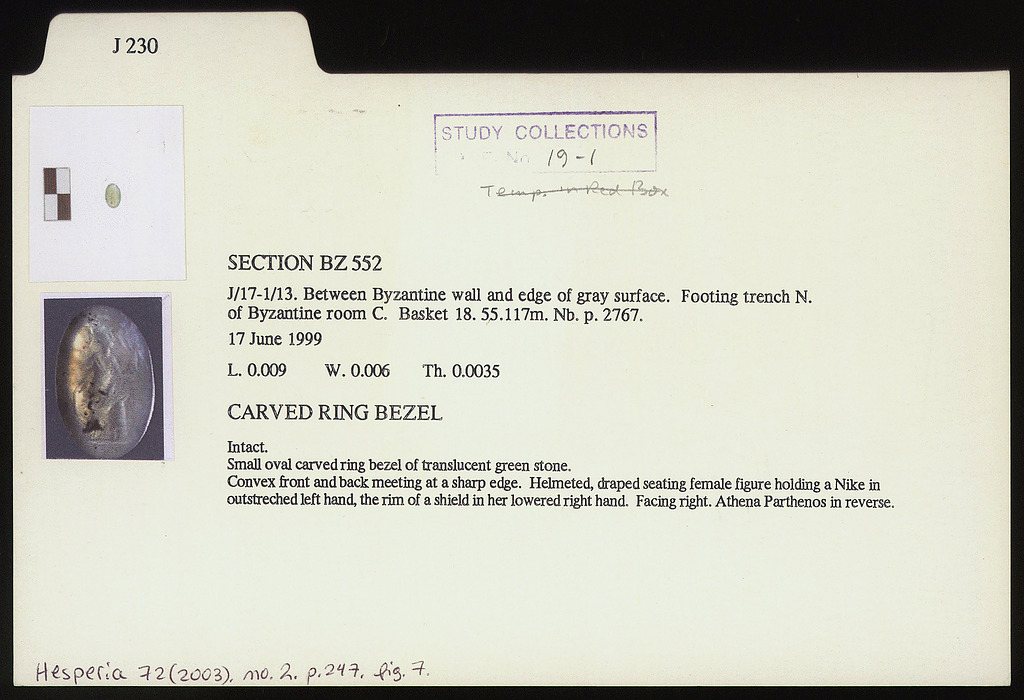 J 230
STUDY COLLECTIONS
No. 19-1
Temp. in Red Box
SECTION BZ 552
J/17-1/13. Between Byzantine wall and edge of gray surface. Footing trench N.
of Byzantine room C. Basket 18. 55.117m. Nb. p. 2767.
17 June 1999
L. 0.009 W. 0.006 Th. 0.0035
CARVED RING BEZEL
Intact.
Small oval carved ring bezel of translucent green stone.
Convex front and back meeting at a sharp edge. Helmeted, draped seating female figure holding a Nike in
outstreched left hand, the rim of a shield in her lowered right hand. Facing right. Athena Parthenos in reverse.
Hesperia 72 (2003), no. 2. p. 247, fig. 7.